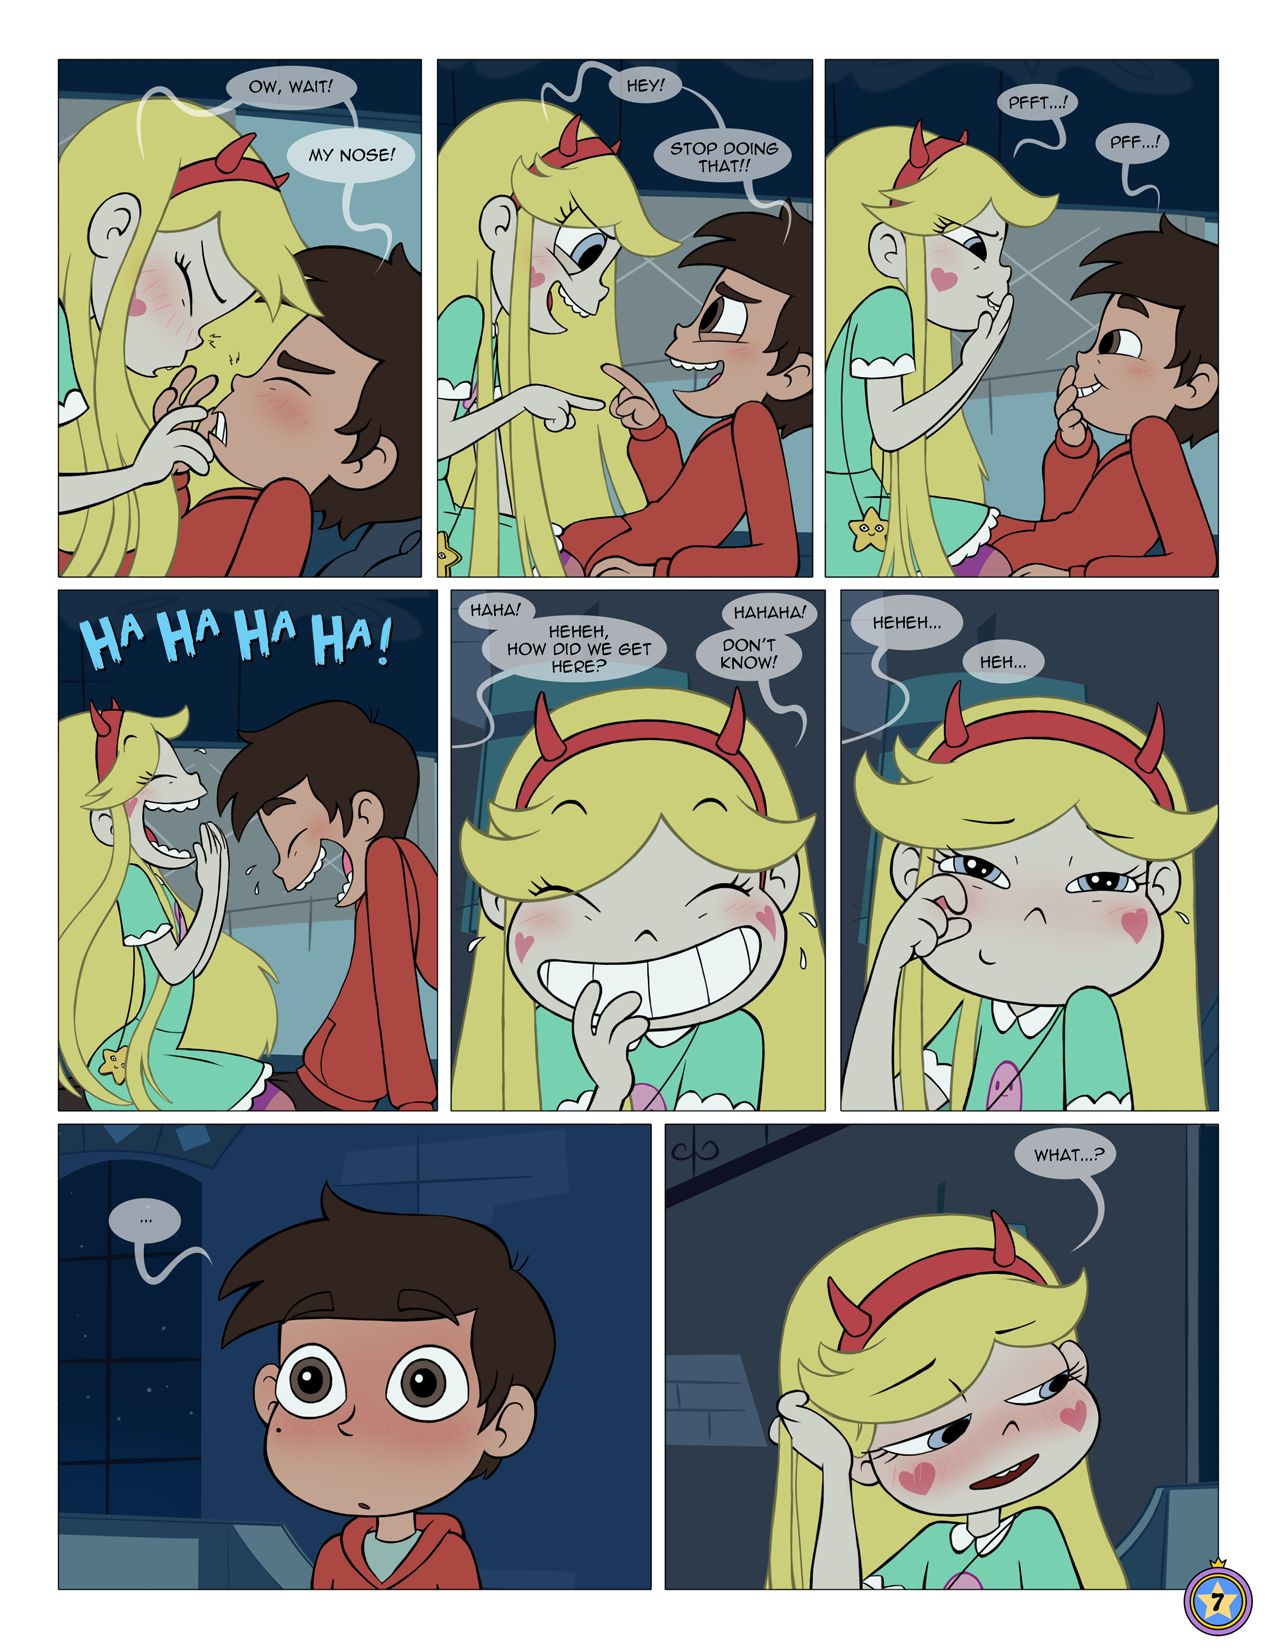 OW, WAIT!
MY NOSE!
HEY!
STOP DOING
THAT!!
PFFT...!
PFF...!
HA HA HA HA!
HAHA!
HEHEH,
HOW DID WE GET
HERE?
HAHAHA!
DON'T
KNOW!
HEHEH...
HEH...
...
WHAT...?
7